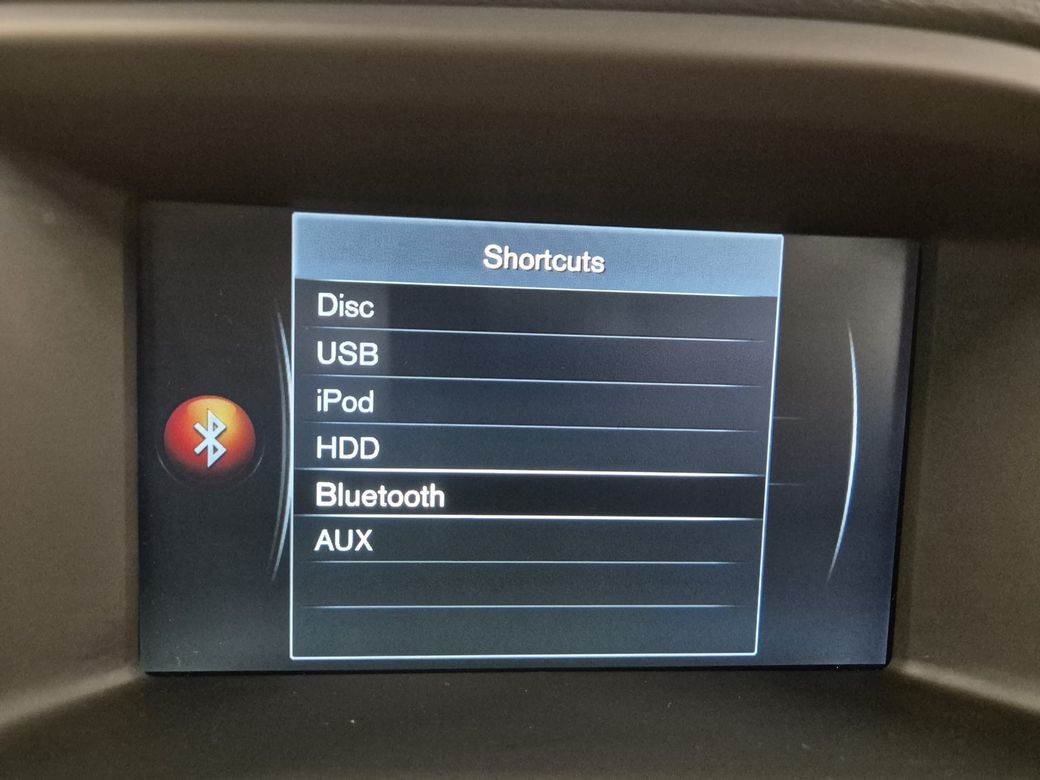 Shortcuts
Disc
USB
iPod
HDD
Bluetooth
AUX